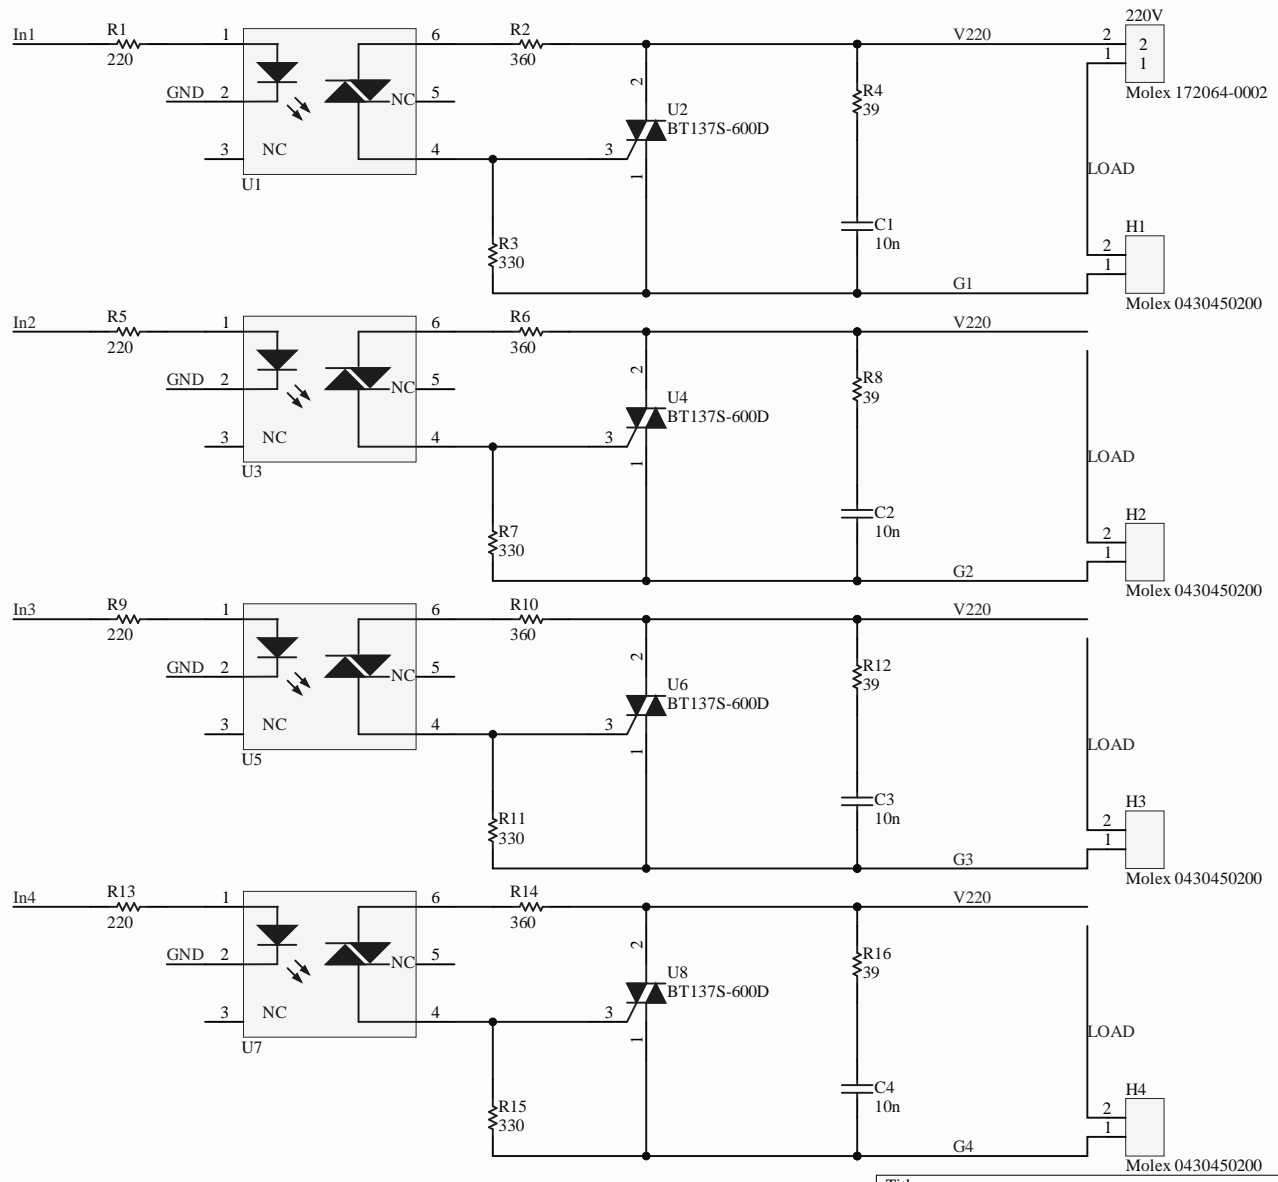 In1 R1 220 1 6 R2 360 V220 220V
2 2
1 1
Molex 172064-0002
GND 2 NC 5
2 U2 BT137S-600D
R4 39
3 NC 4 3 1
U1
LOAD
R3 330
C1 10n
H1
2
1
G1
Molex 0430450200
In2 R5 220 1 6 R6 360 V220
GND 2 NC 5
2 U4 BT137S-600D
R8 39
3 NC 4 3 1
U3
LOAD
R7 330
C2 10n
H2
2
1
G2
Molex 0430450200
In3 R9 220 1 6 R10 360 V220
GND 2 NC 5
2 U6 BT137S-600D
R12 39
3 NC 4 3 1
U5
LOAD
R11 330
C3 10n
H3
2
1
G3
Molex 0430450200
In4 R13 220 1 6 R14 360 V220
GND 2 NC 5
2 U8 BT137S-600D
R16 39
3 NC 4 3 1
U7
LOAD
R15 330
C4 10n
H4
2
1
G4
Molex 0430450200